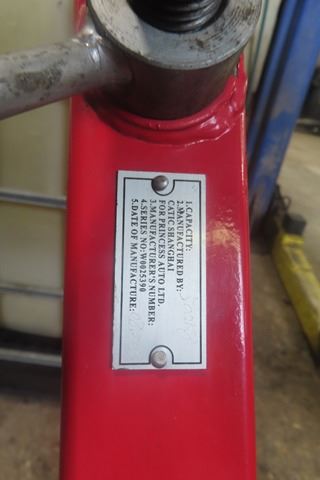 1.CAPACITY:
2.MANUFACTURED BY:
CATIC SHANGHAI
FOR PRINCESS AUTO LTD.
3.MANUFACTURER'S NUMBER:
4.SERIES NO:W0025390
5.DATE OF MANUFACTURE: